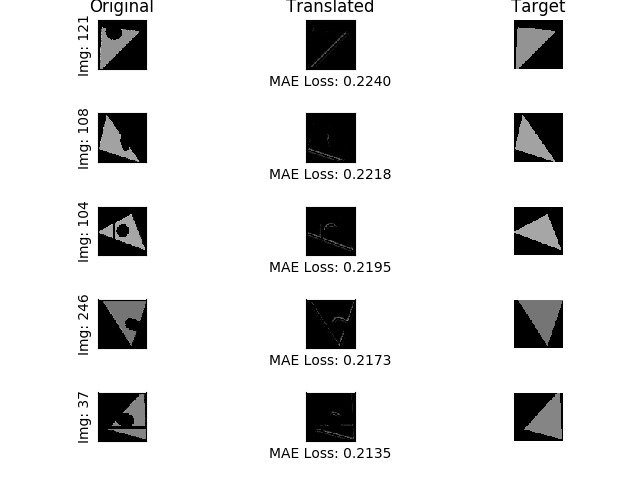 Original Translated Target
Img: 121
MAE Loss: 0.2240
Img: 108
MAE Loss: 0.2218
Img: 104
MAE Loss: 0.2195
Img: 246
MAE Loss: 0.2173
Img: 37
MAE Loss: 0.2135